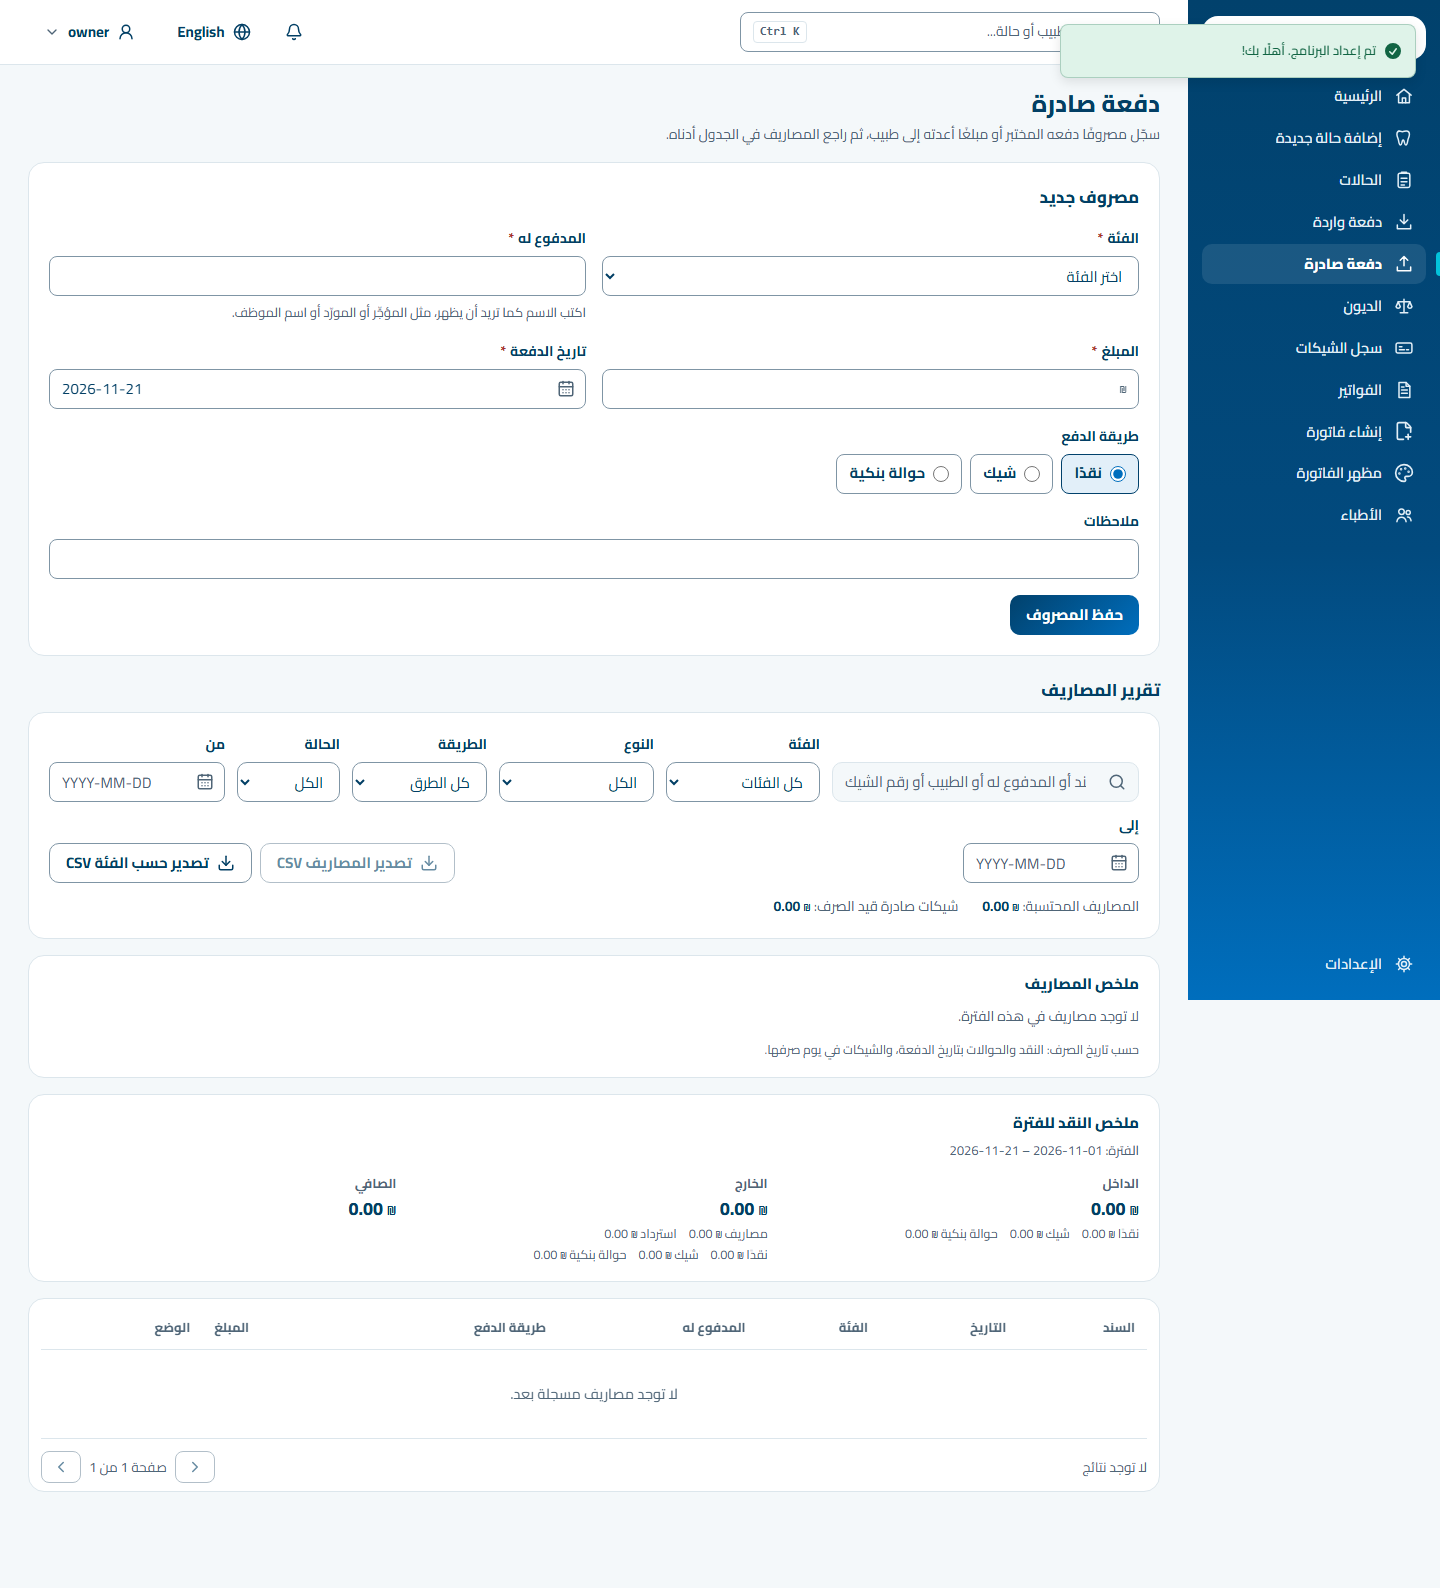 تم إعداد البرنامج. أهلًا بك!
طبيب أو حالة...
Ctrl K
English
owner
الرئيسية
إضافة حالة جديدة
الحالات
دفعة واردة
دفعة صادرة
الديون
سجل الشيكات
الفواتير
إنشاء فاتورة
مظهر الفاتورة
الأطباء
الإعدادات
دفعة صادرة
سجّل مصروفًا دفعه المختبر أو مبلغًا أعدته إلى طبيب، ثم راجع المصاريف في الجدول أدناه.
مصروف جديد
الفئة * المدفوع له *
اختر الفئة
اكتب الاسم كما تريد أن يظهر، مثل المؤجّر أو المورّد أو اسم الموظف.
المبلغ * تاريخ الدفعة *
₪ 2026-11-21
طريقة الدفع
نقدًا شيك حوالة بنكية
ملاحظات
حفظ المصروف
تقرير المصاريف
الفئة النوع الطريقة الحالة من
ند أو المدفوع له أو الطبيب أو رقم الشيك كل الفئات الكل كل الطرق الكل YYYY-MM-DD
إلى
YYYY-MM-DD تصدير المصاريف CSV تصدير حسب الفئة CSV
المصاريف المحتسبة: ₪ 0.00 شيكات صادرة قيد الصرف: ₪ 0.00
ملخص المصاريف
لا توجد مصاريف في هذه الفترة.
حسب تاريخ الصرف: النقد والحوالات بتاريخ الدفعة، والشيكات في يوم صرفها.
ملخص النقد للفترة
الفترة: 2026-11-01 – 2026-11-21
الداخل الخارج الصافي
₪ 0.00 ₪ 0.00 ₪ 0.00
نقدًا ₪ 0.00 شيك ₪ 0.00 حوالة بنكية ₪ 0.00 مصاريف ₪ 0.00 استرداد ₪ 0.00
نقدًا ₪ 0.00 شيك ₪ 0.00 حوالة بنكية ₪ 0.00
السند التاريخ الفئة المدفوع له طريقة الدفع المبلغ الوضع
لا توجد مصاريف مسجلة بعد.
لا توجد نتائج صفحة 1 من 1